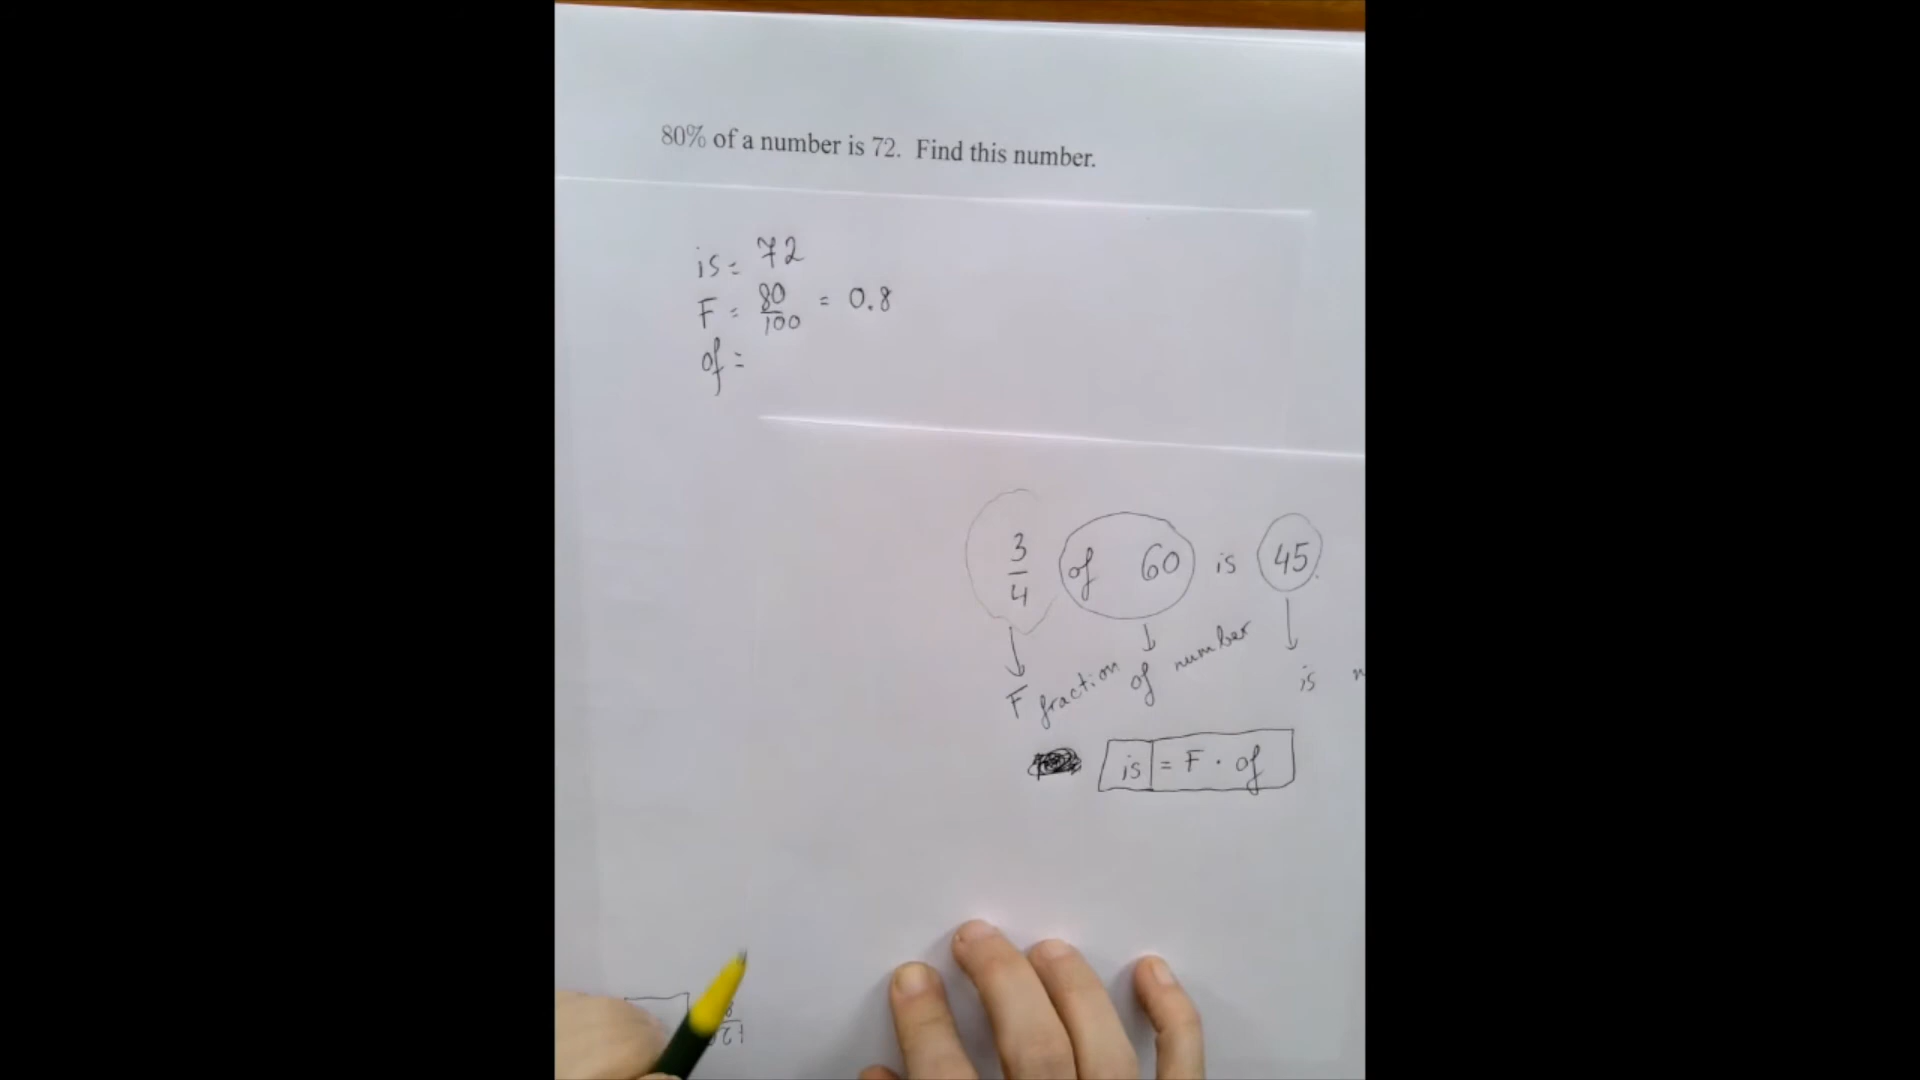 80% of a number is 72. Find this number.
is = 72
F = 80/100 = 0.8
of =
3/4 of 60 is 45.
F fraction of number is
is = F · of